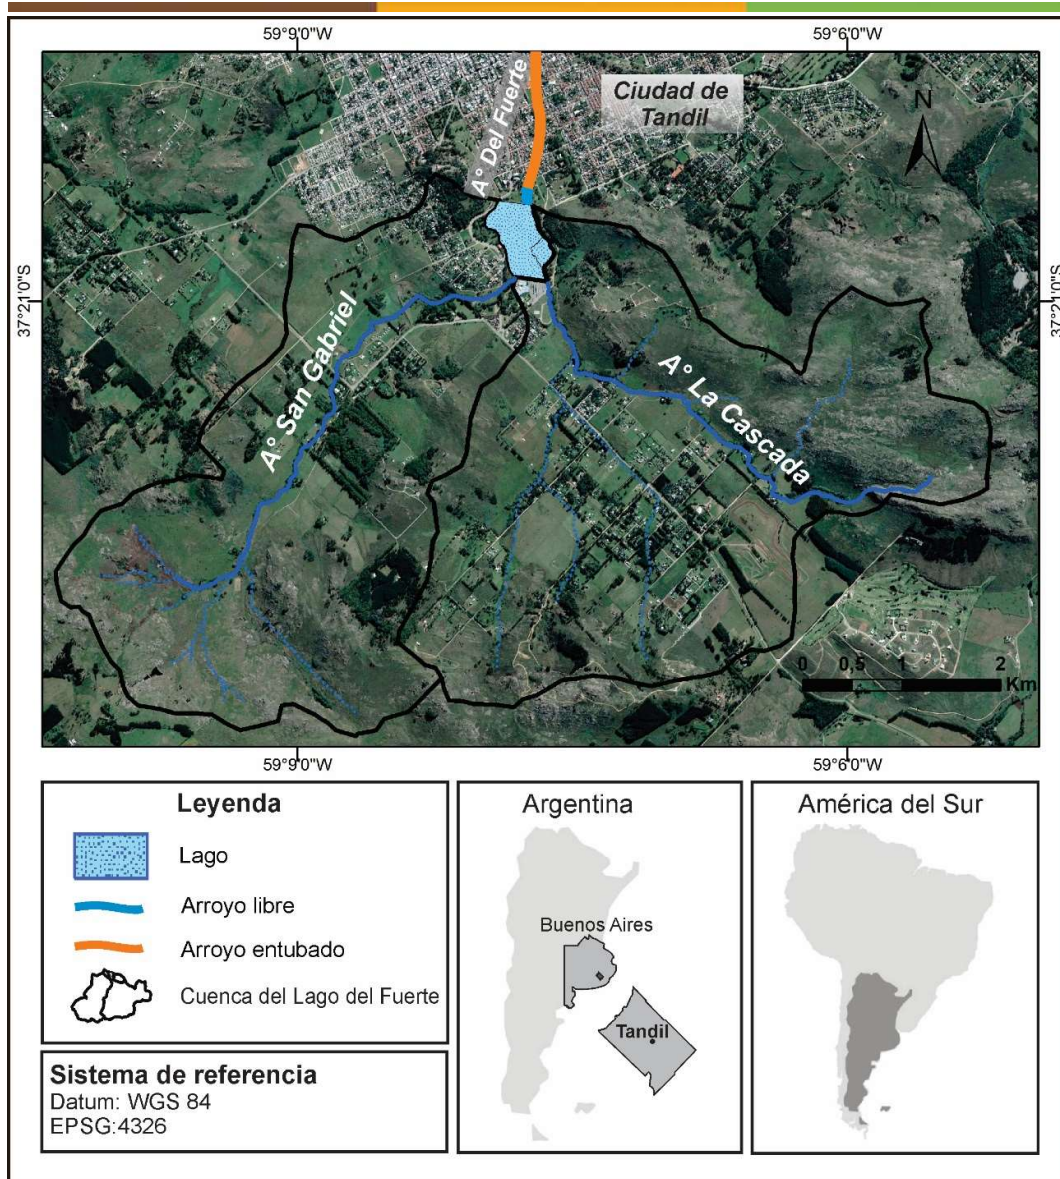 59°9'0"W
59°6'0"W
A° Del Fuerte
Ciudad de
Tandil
N
37°21'0"S
37°21'0"S
A° San Gabriel
A° La Cascada
0 0,5 1 2
Km
59°9'0"W
59°6'0"W
Leyenda
Lago
Arroyo libre
Arroyo entubado
Cuenca del Lago del Fuerte
Sistema de referencia
Datum: WGS 84
EPSG:4326
Argentina
Buenos Aires
Tandil
América del Sur